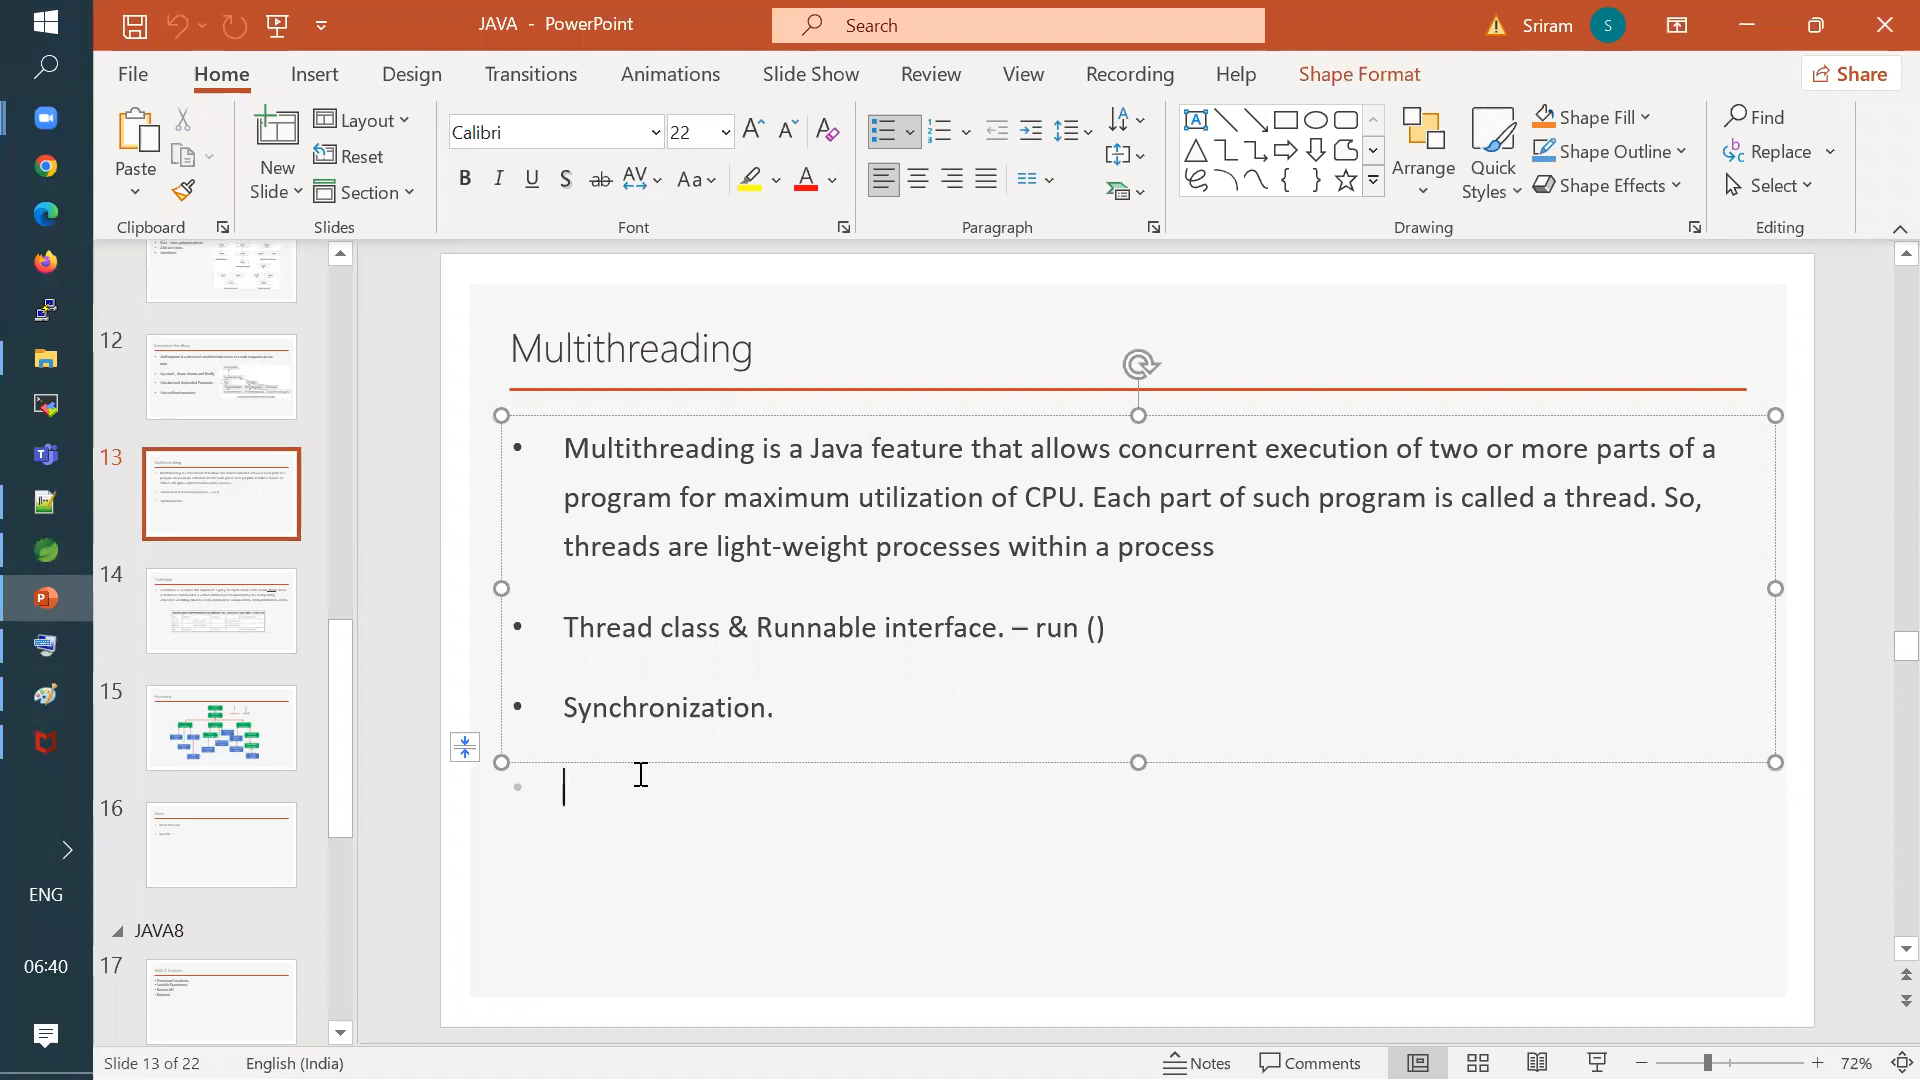 JAVA - PowerPoint
Search
Sriram
S
File
Home
Insert
Design
Transitions
Animations
Slide Show
Review
View
Recording
Help
Shape Format
Share
Paste
Clipboard
New
Slide
Layout
Reset
Section
Slides
Calibri
22
Font
Paragraph
Arrange
Quick
Styles
Shape Fill
Shape Outline
Shape Effects
Drawing
Find
Replace
Select
Editing
12
13
14
15
16
JAVA8
17
Multithreading
• Multithreading is a Java feature that allows concurrent execution of two or more parts of a
program for maximum utilization of CPU. Each part of such program is called a thread. So,
threads are light-weight processes within a process
• Thread class & Runnable interface. – run ()
• Synchronization.
ENG
06:40
Slide 13 of 22
English (India)
Notes
Comments
72%